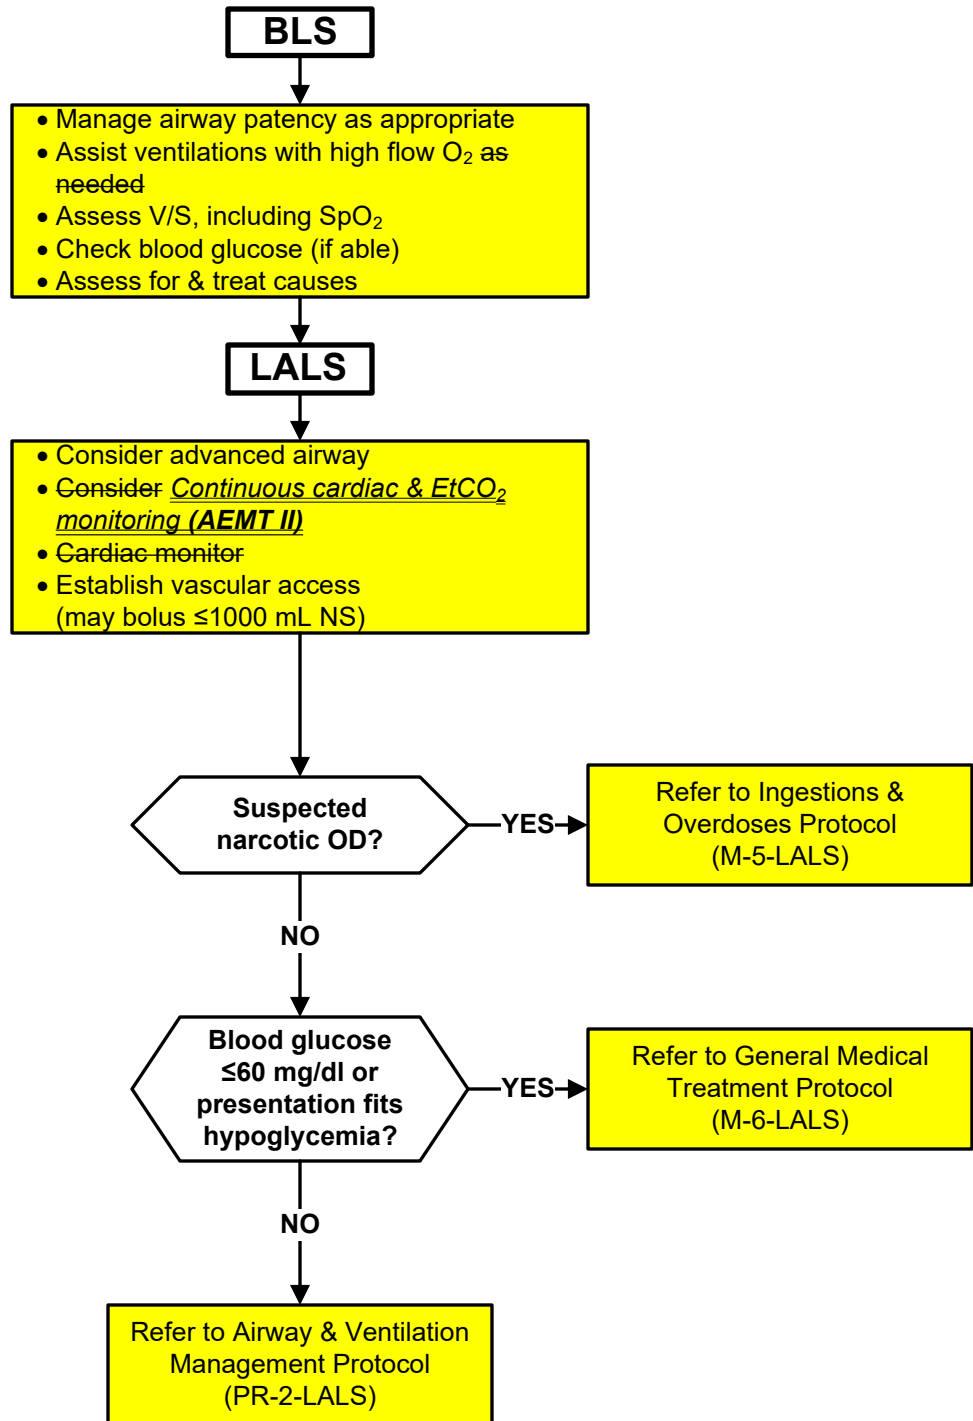 BLS
• Manage airway patency as appropriate
• Assist ventilations with high flow O₂ as
needed
• Assess V/S, including SpO₂
• Check blood glucose (if able)
• Assess for & treat causes
LALS
• Consider advanced airway
• Consider Continuous cardiac & EtCO₂
monitoring (AEMT II)
• Cardiac monitor
• Establish vascular access
(may bolus ≤1000 mL NS)
Suspected
narcotic OD?
YES
Refer to Ingestions &
Overdoses Protocol
(M-5-LALS)
NO
Blood glucose
≤60 mg/dl or
presentation fits
hypoglycemia?
YES
Refer to General Medical
Treatment Protocol
(M-6-LALS)
NO
Refer to Airway & Ventilation
Management Protocol
(PR-2-LALS)